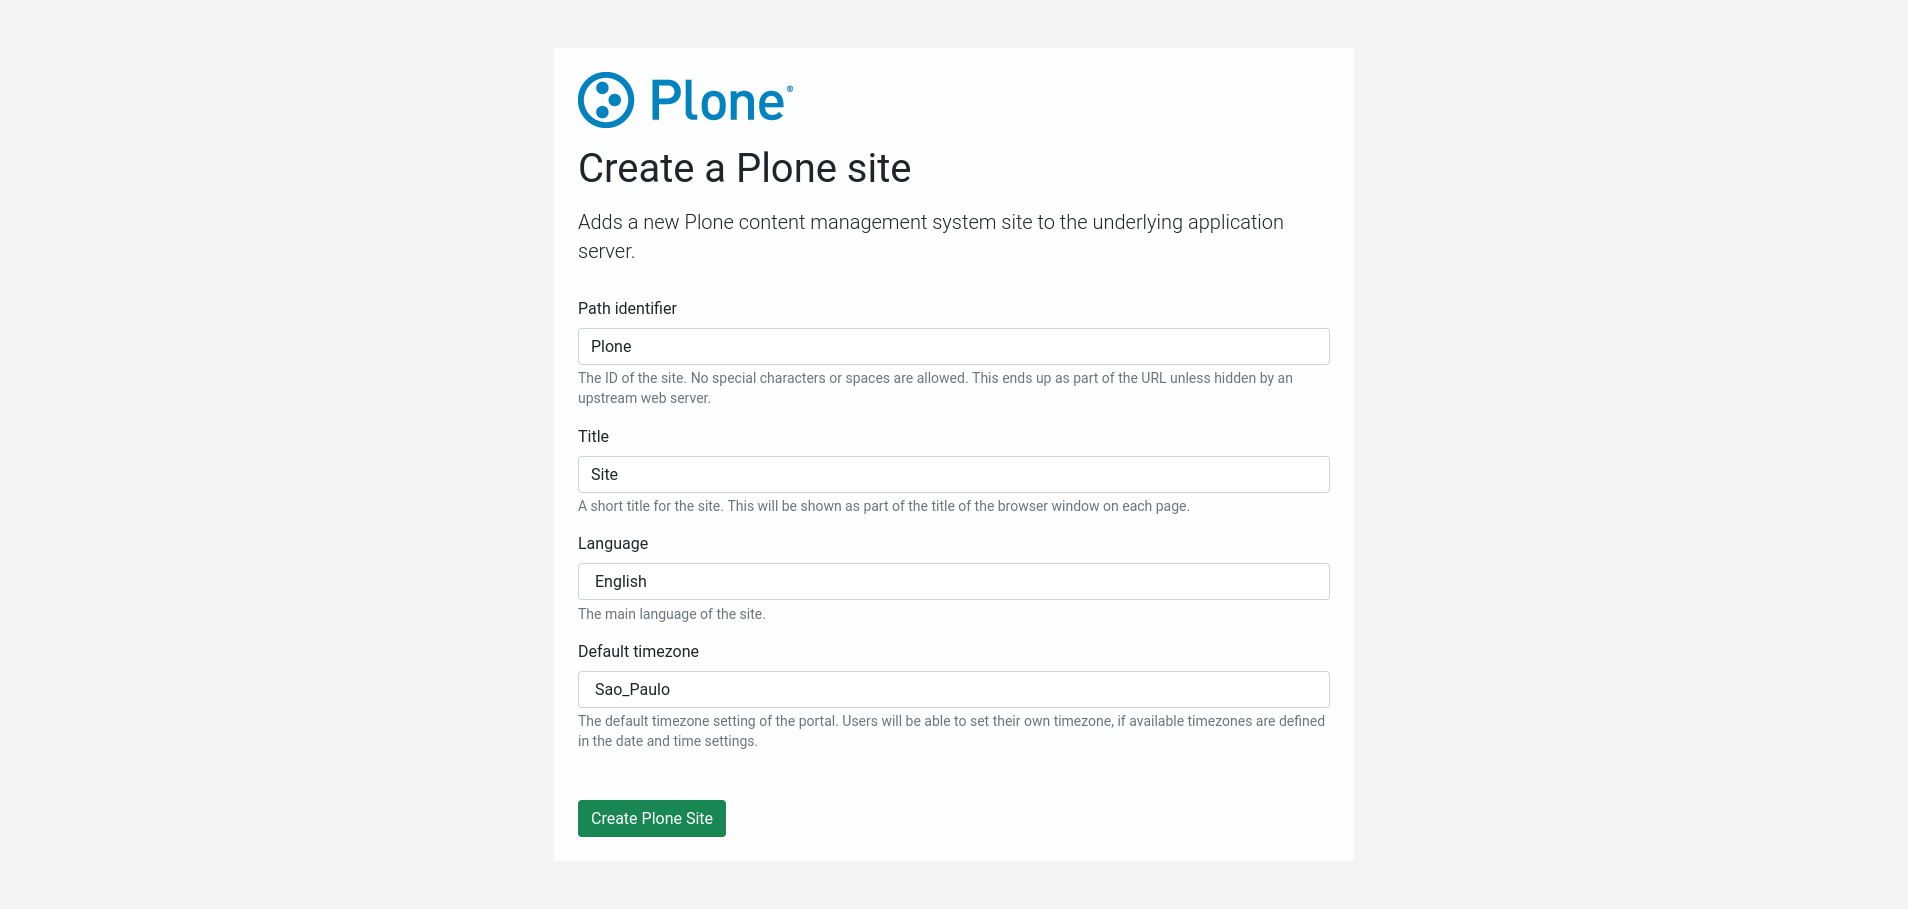 Plone®
Create a Plone site
Adds a new Plone content management system site to the underlying application
server.
Path identifier
Plone
The ID of the site. No special characters or spaces are allowed. This ends up as part of the URL unless hidden by an
upstream web server.
Title
Site
A short title for the site. This will be shown as part of the title of the browser window on each page.
Language
English
The main language of the site.
Default timezone
Sao_Paulo
The default timezone setting of the portal. Users will be able to set their own timezone, if available timezones are defined
in the date and time settings.
Create Plone Site